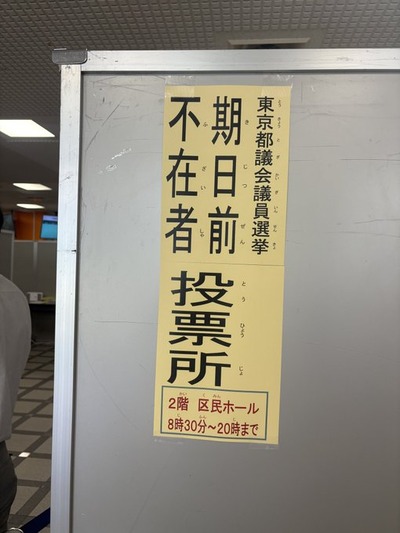 東京都議会議員選挙
期日前
不在者
投票所
2階 区民ホール
8時30分～20時まで